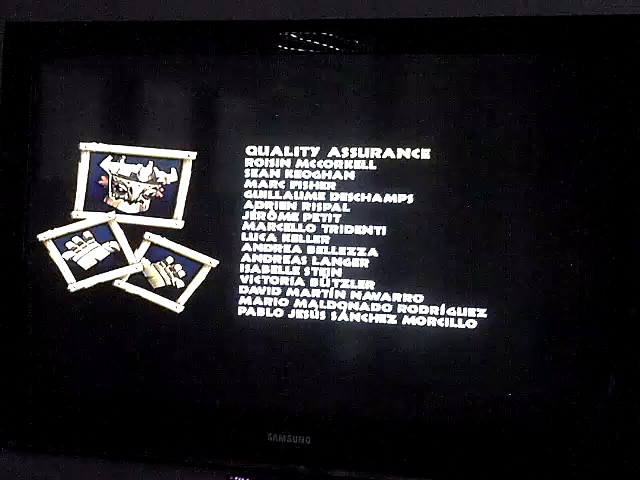 QUALITY ASSURANCE
ROISIN MCCORKELL
SEAN KEOGHAN
MARC FISHER
GUILLAUME DESCHAMPS
ADRIEN RISPAL
JÉRÔME PETIT
MARCELLO TRIDENTI
LUCA KELLER
ANDREA BELLEZZA
ANDREAS LANGER
ISABELLE STEIN
VICTORIA BÜTZLER
DAVID MARTÍN NAVARRO
MARIO MALDONADO RODRÍGUEZ
PABLO JESÚS SÁNCHEZ MORCILLO
SAMSUNG